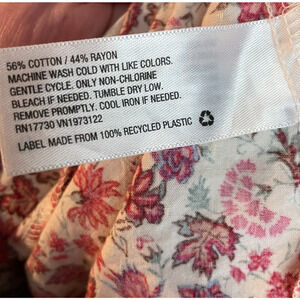 56% COTTON / 44% RAYON
MACHINE WASH COLD WITH LIKE COLORS.
GENTLE CYCLE. ONLY NON-CHLORINE
BLEACH IF NEEDED. TUMBLE DRY LOW.
REMOVE PROMPTLY. COOL IRON IF NEEDED.
RN17730 VN1973122
LABEL MADE FROM 100% RECYCLED PLASTIC